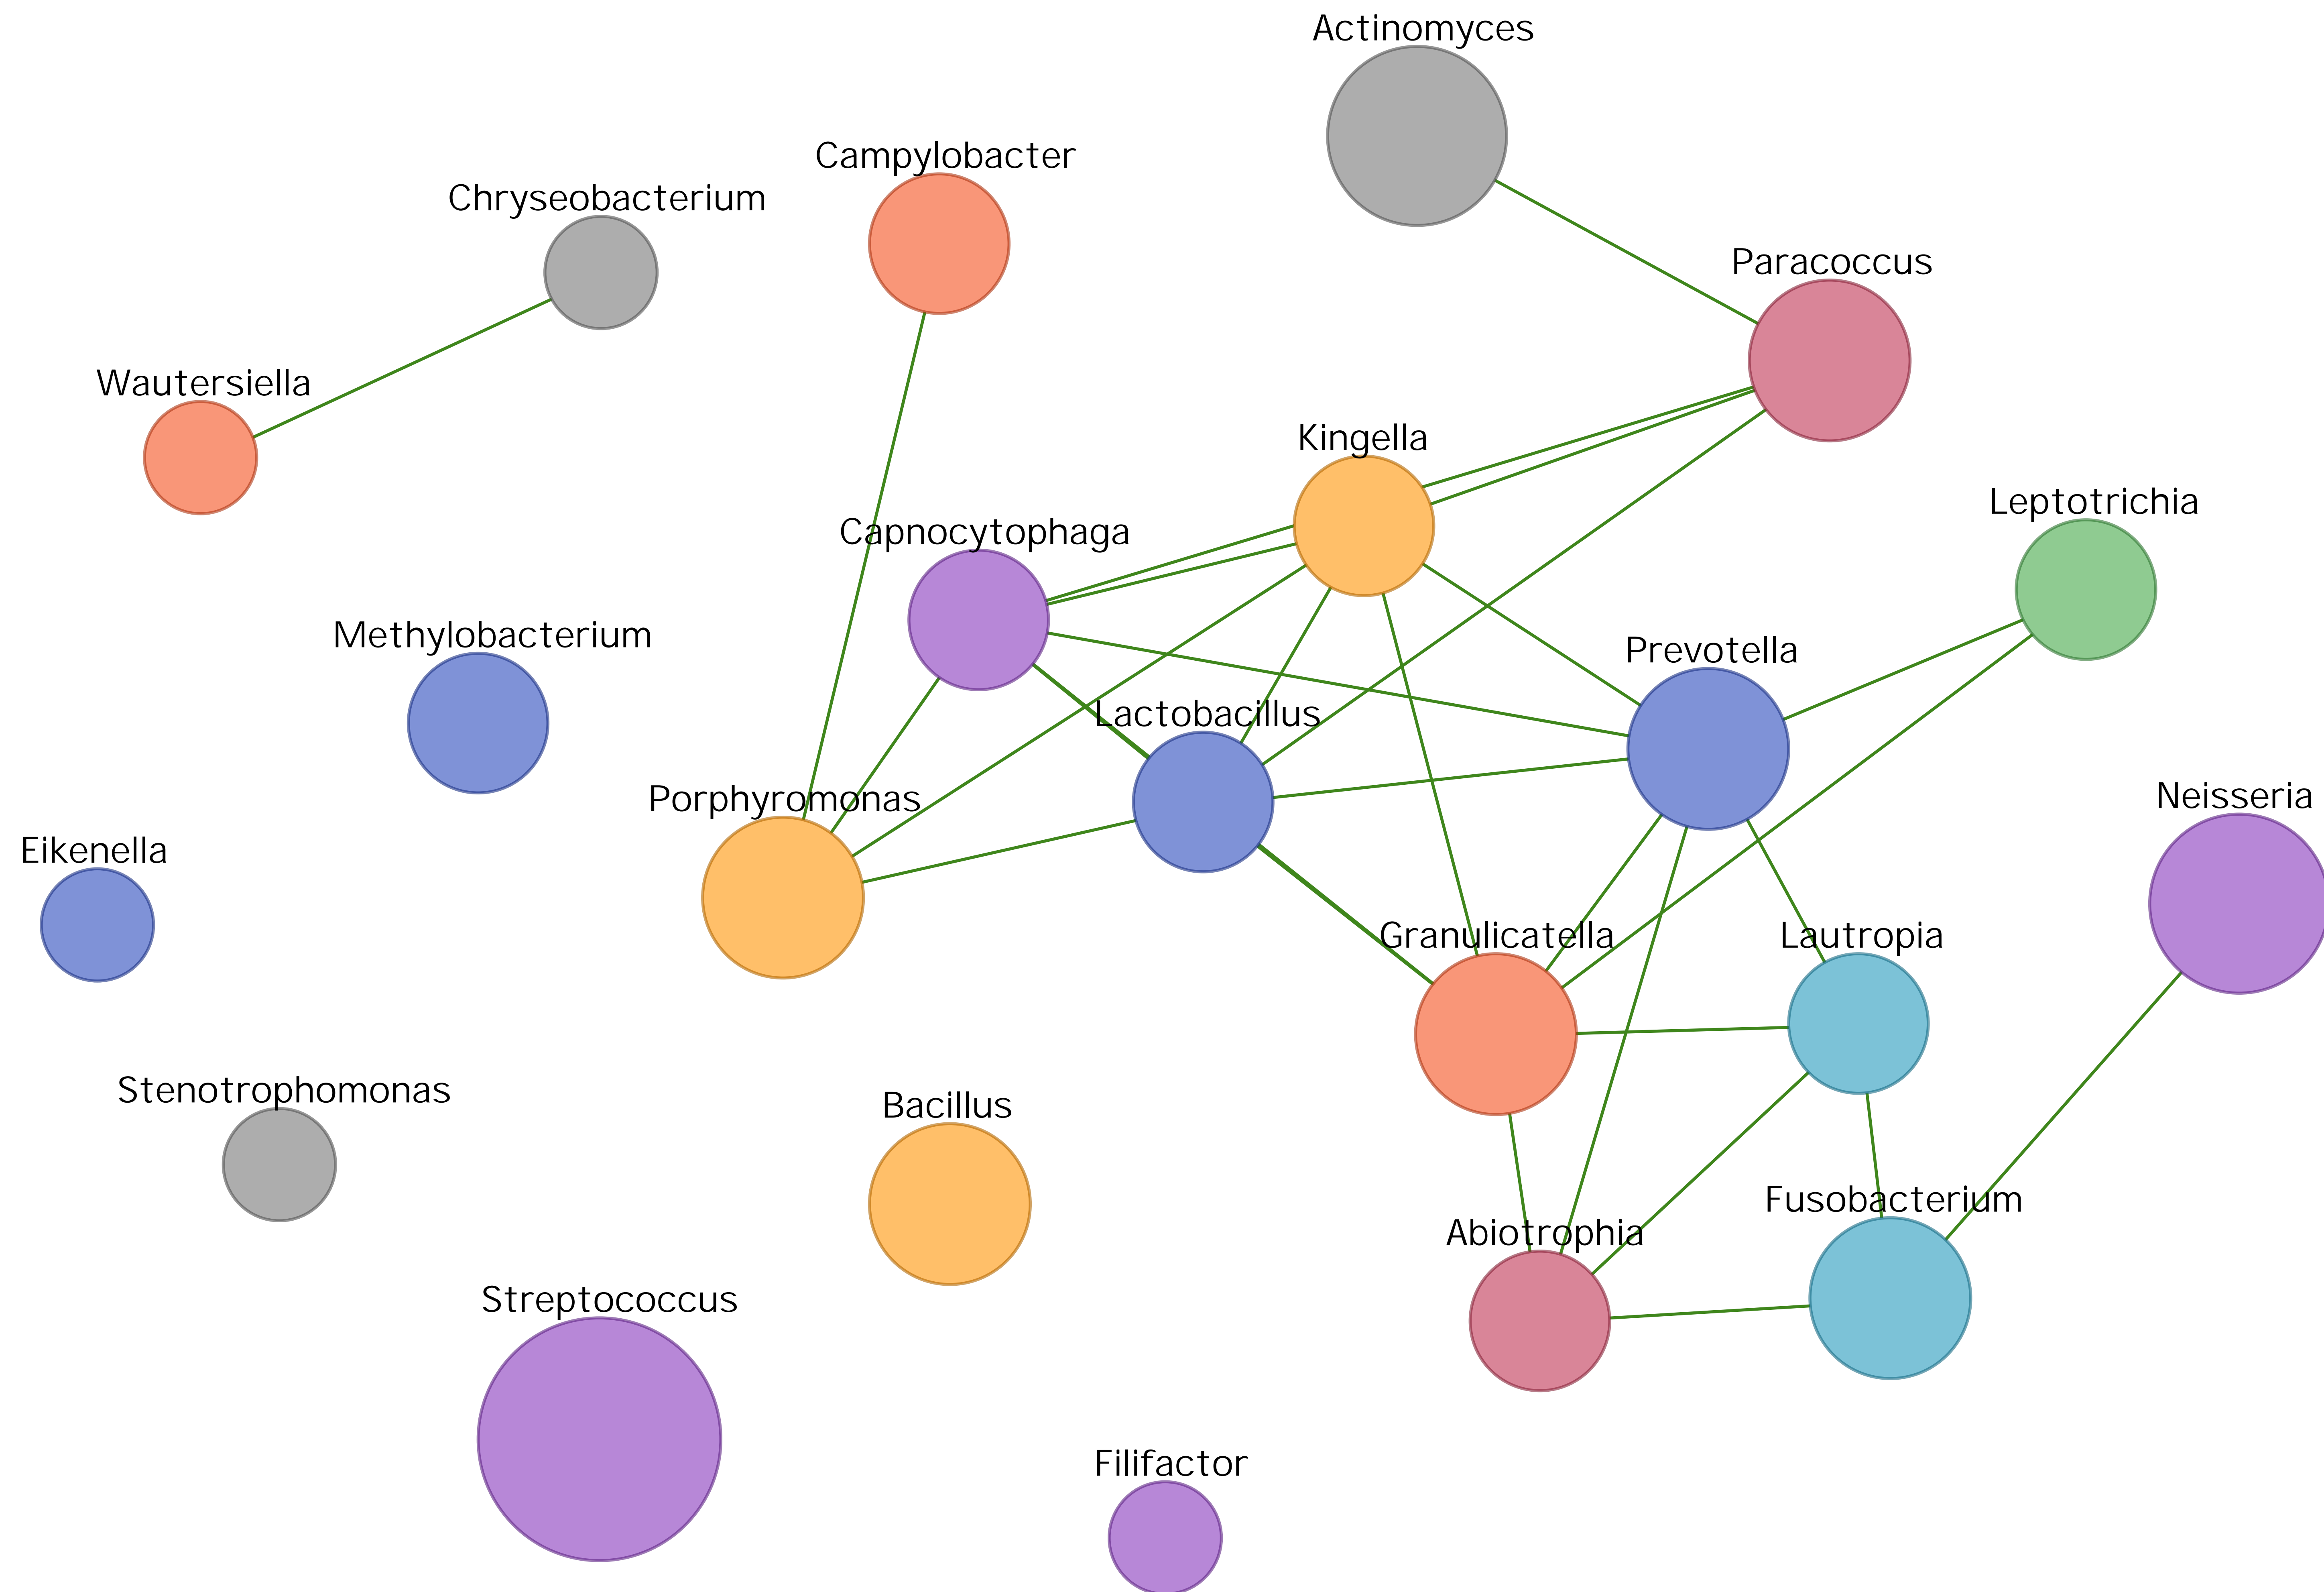 Actinomyces
Campylobacter
Chryseobacterium
Paracoccus
Wautersiella
Kingella
Leptotrichia
Capnocytophaga
Methylobacterium
Prevotella
Lactobacillus
Porphyromonas
Neisseria
Eikenella
Granulicatella
Lautropia
Stenotrophomonas
Bacillus
Fusobacterium
Abiotrophia
Streptococcus
Filifactor